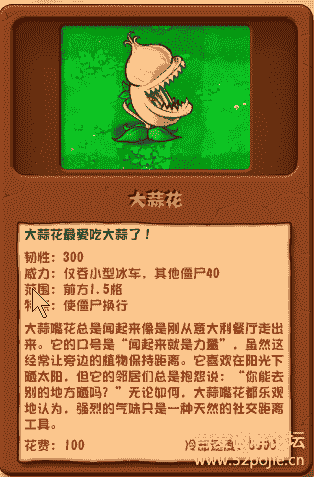 大蒜花
大蒜花最爱吃大蒜了！
韧性：300
威力：仅吞小型冰车，其他僵尸40
范围：前方1.5格
使僵尸换行
大蒜嘴花总是闻起来像是刚从意大利餐厅走出
来。它的口号是“闻起来就是力量”，虽然这
经常让旁边的植物保持距离。它喜欢在阳光下
晒太阳，但它的邻居们总是抱怨说：“你能去
别的地方晒吗？”无论如何，大蒜嘴花都乐观
地认为，强烈的气味只是一种天然的社交距离
工具。
花费：100
www.52pojie.cn